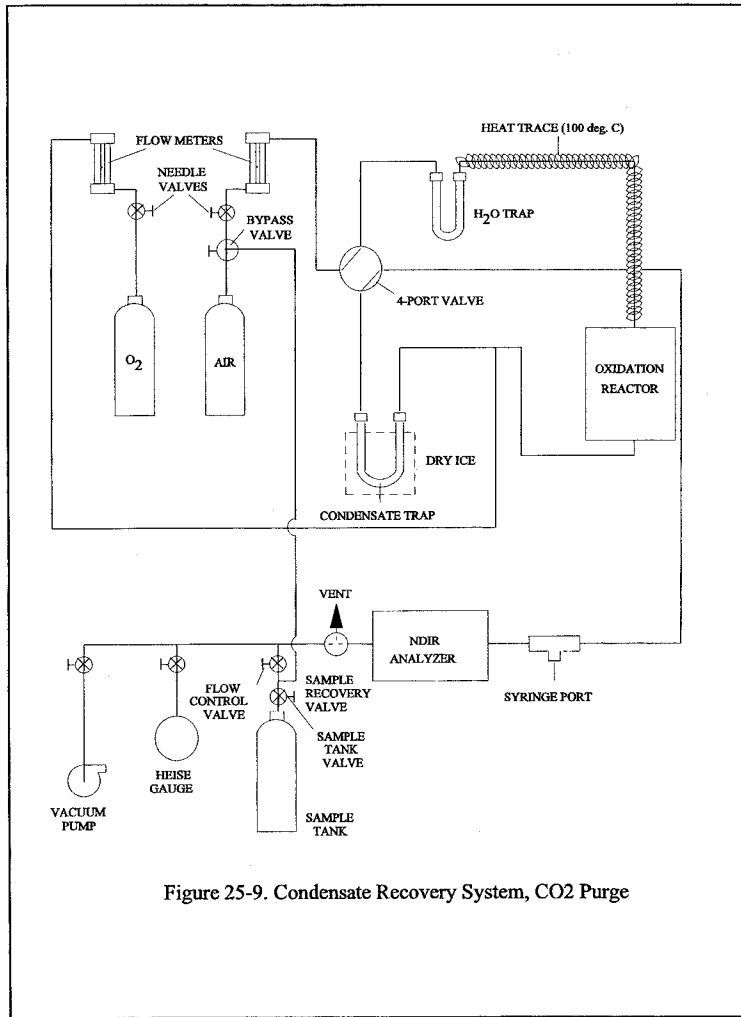 HEAT TRACE (100 deg. C)
FLOW METERS
NEEDLE
VALVES
H2O TRAP
BYPASS
VALVE
4-PORT VALVE
O2
AIR
OXIDATION
REACTOR
DRY ICE
CONDENSATE TRAP
VENT
NDIR
ANALYZER
SYRINGE PORT
FLOW
CONTROL
VALVE
SAMPLE
RECOVERY
VALVE
SAMPLE
TANK
VALVE
HEISE
GAUGE
VACUUM
PUMP
SAMPLE
TANK
Figure 25-9. Condensate Recovery System, CO2 Purge